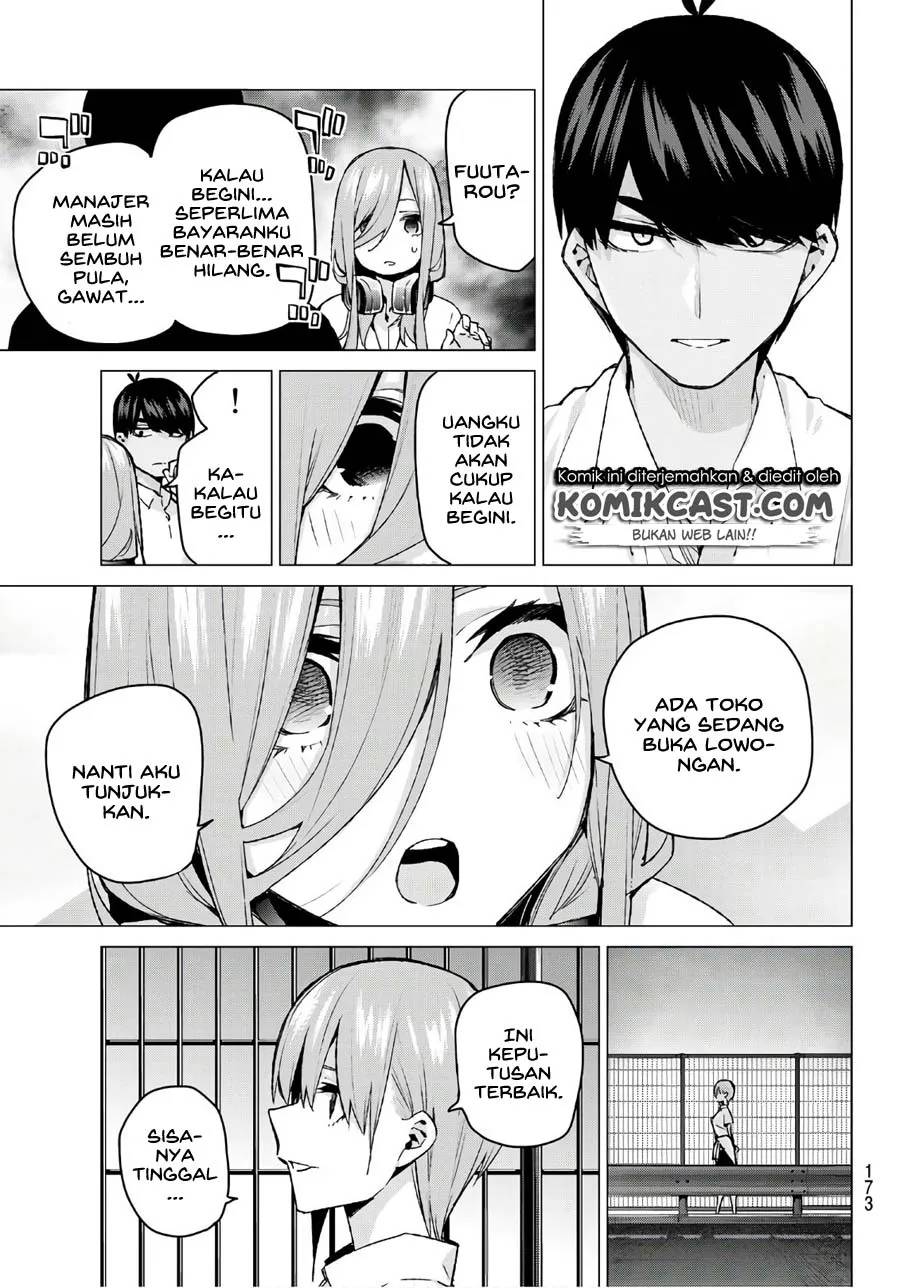 FUUTA-
ROU?
KALAU
BEGINI...
SEPERLIMA
BAYARANKU
BENAR-BENAR
HILANG.
MANAJER
MASIH
BELUM
SEMBUH
PULA,
GAWAT...
Komik ini diterjemahkan & diedit oleh
KOMIKCAST.COM
BUKAN WEB LAIN!!
UANGKU
TIDAK
AKAN
CUKUP
KALAU
BEGINI.
!
KA-
KALAU
BEGITU
...
ADA TOKO
YANG SEDANG
BUKA LOWO-
NGAN.
NANTI AKU
TUNJUK-
KAN.
INI
KEPU-
TUSAN
TERBAIK.
SISA-
NYA
TINGGAL
...
173